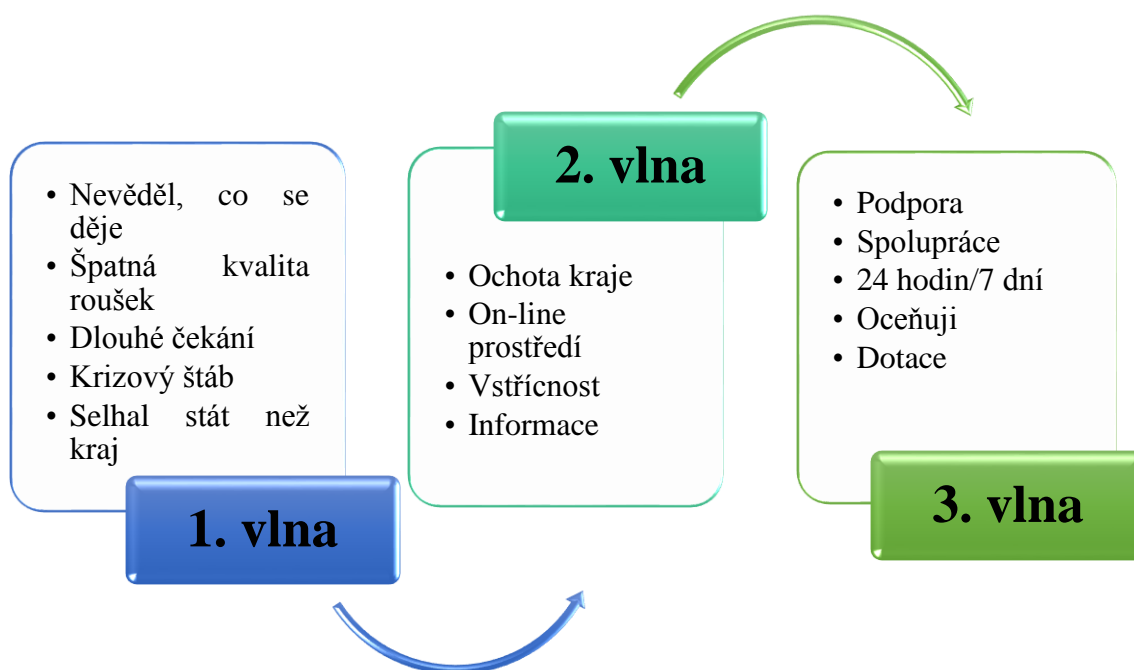 • Nevěděl, co se
děje
• Špatná kvalita
roušek
• Dlouhé čekání
• Krizový štáb
• Selhal stát než
kraj
1. vlna
2. vlna
• Ochota kraje
• On-line
prostředí
• Vstřícnost
• Informace
• Podpora
• Spolupráce
• 24 hodin/7 dní
• Oceňuji
• Dotace
3. vlna